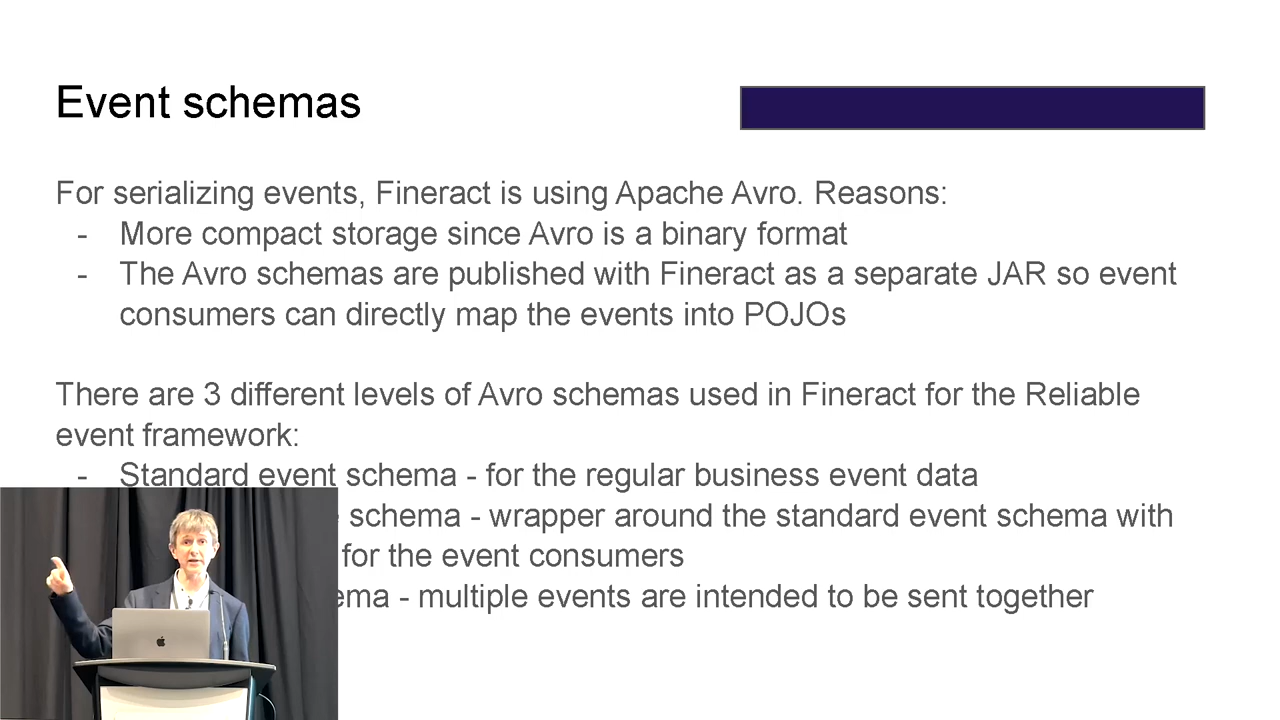 Event schemas
For serializing events, Fineract is using Apache Avro. Reasons:
- More compact storage since Avro is a binary format
- The Avro schemas are published with Fineract as a separate JAR so event
consumers can directly map the events into POJOs
There are 3 different levels of Avro schemas used in Fineract for the Reliable
event framework:
- Standard event schema - for the regular business event data
schema - wrapper around the standard event schema with
for the event consumers
- multiple events are intended to be sent together